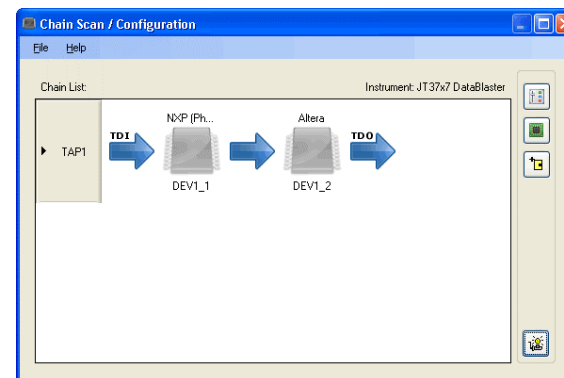 Chain Scan / Configuration
File Help
Chain List: Instrument: JT37x7 DataBlaster
NXP (Ph... Altera
TAP1 TDI TDO
DEV1_1 DEV1_2